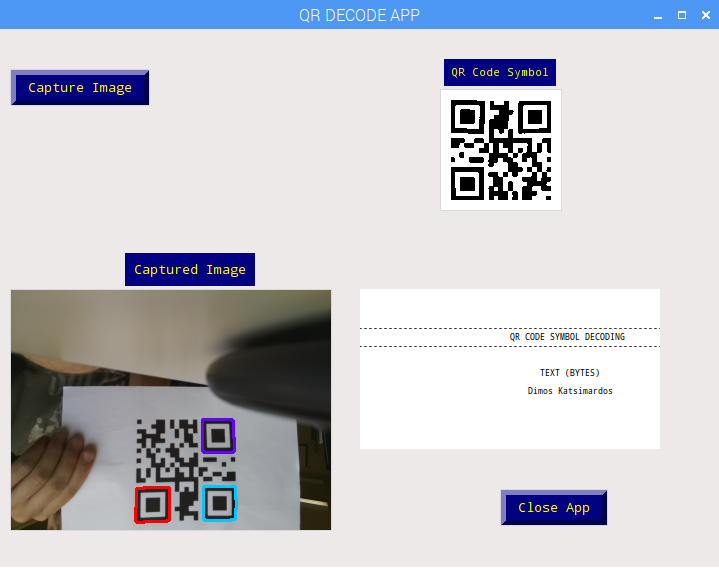 QR DECODE APP
Capture Image
QR Code Symbol
Captured Image
QR CODE SYMBOL DECODING
TEXT (BYTES)
Dimos Katsimardos
Close App